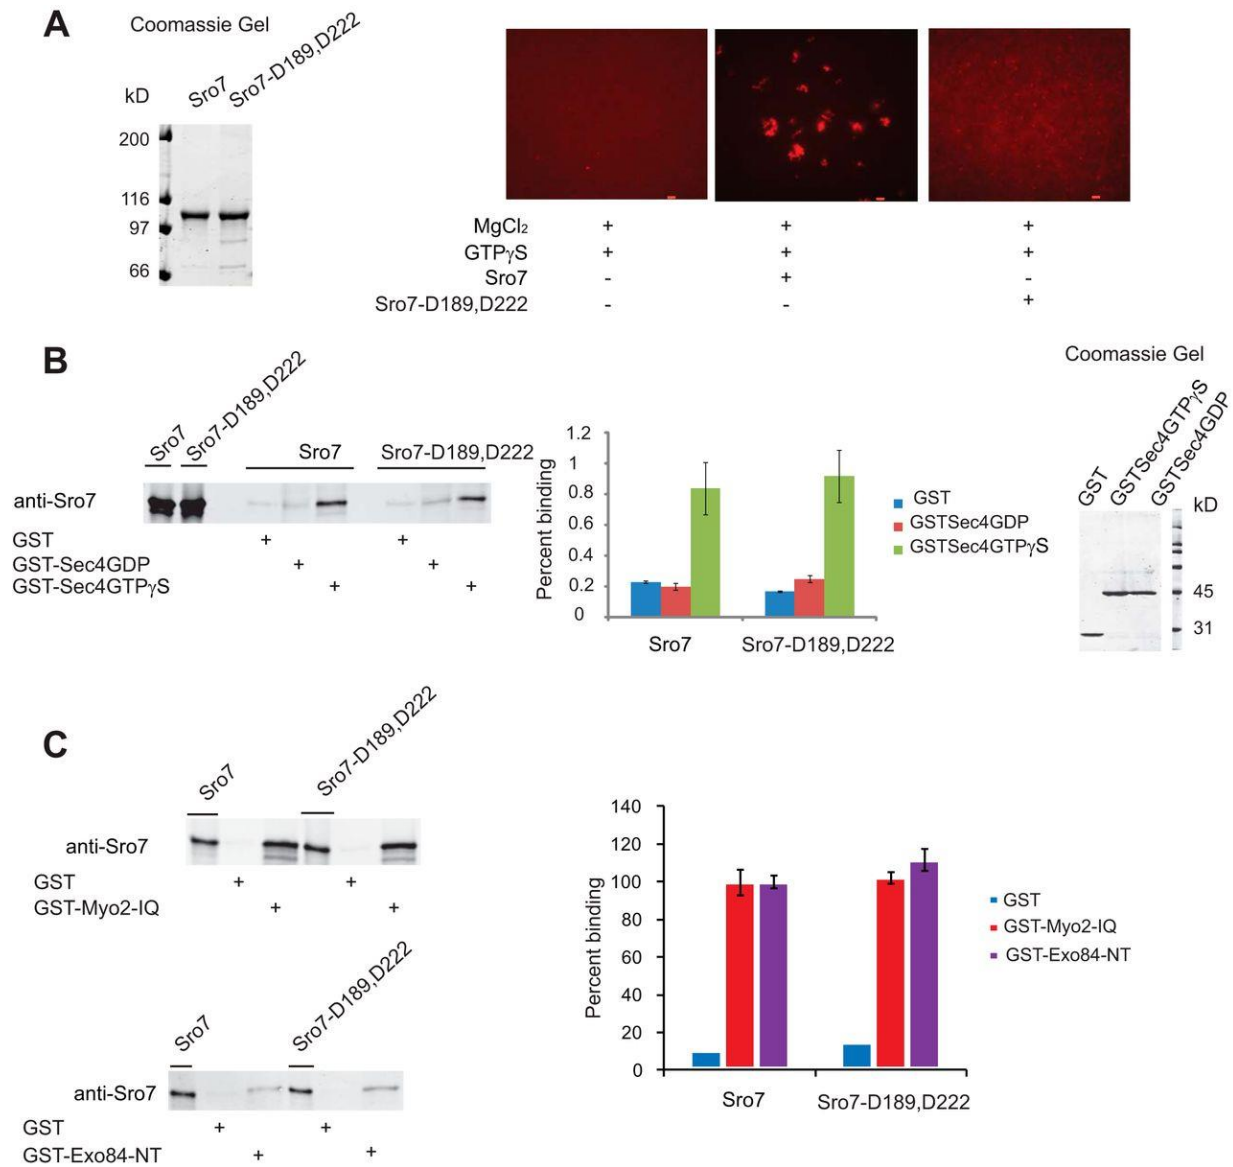 A
Coomassie Gel
kD
Sro7
Sro7-D189,D222
200
116
97
66
MgCl₂ + + +
GTPγS + + +
Sro7 - + -
Sro7-D189,D222 - - +
B
Sro7
Sro7-D189,D222
Sro7
Sro7-D189,D222
anti-Sro7
GST + +
GST-Sec4GDP + +
GST-Sec4GTPγS + +
Percent binding
1.2
1
0.8
0.6
0.4
0.2
0
Sro7
Sro7-D189,D222
GST
GSTSec4GDP
GSTSec4GTPγS
Coomassie Gel
GST
GSTSec4GTPγS
GSTSec4GDP
kD
45
31
C
Sro7
Sro7-D189,D222
anti-Sro7
GST + +
GST-Myo2-IQ + +
Sro7
Sro7-D189,D222
anti-Sro7
GST + +
GST-Exo84-NT + +
Percent binding
140
120
100
80
60
40
20
0
Sro7
Sro7-D189,D222
GST
GST-Myo2-IQ
GST-Exo84-NT